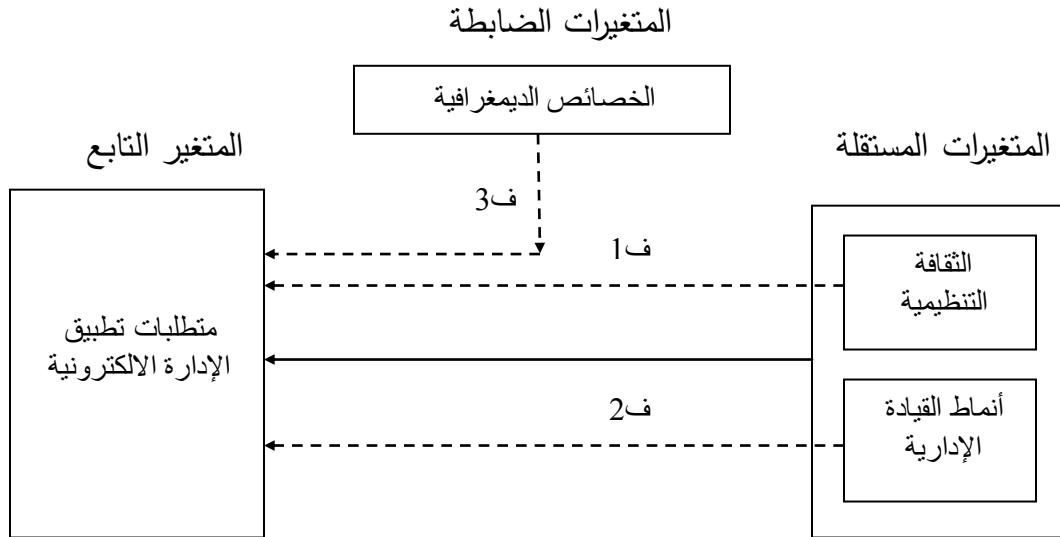 المتغيرات الضابطة
الخصائص الديمغرافية
المتغيرات المستقلة
المتغير التابع
ف3
ف1
الثقافة
التنظيمية
متطلبات تطبيق
الإدارة الالكترونية
ف2
أنماط القيادة
الإدارية